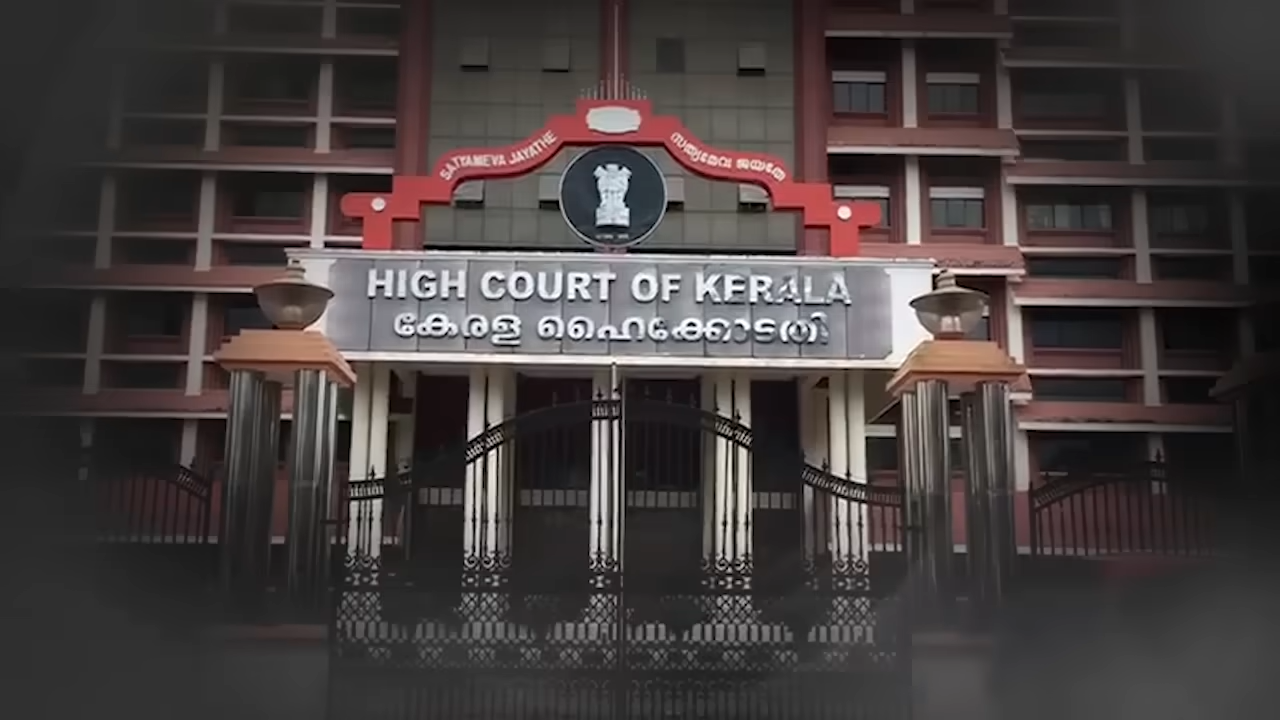 SATYAMEVA JAYATHE
സത്യമേവ ജയതേ
HIGH COURT OF KERALA
കേരള ഹൈക്കോടതി